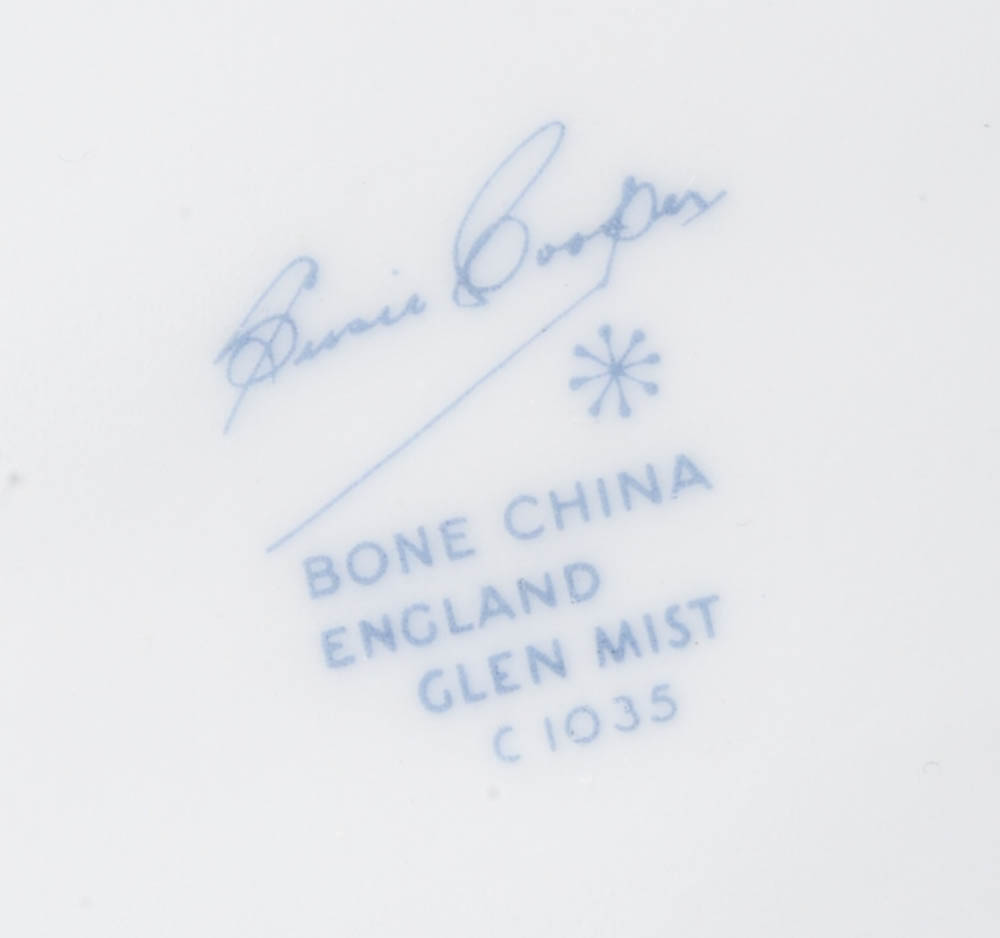 Susie Cooper
BONE CHINA
ENGLAND
GLEN MIST
C 1035